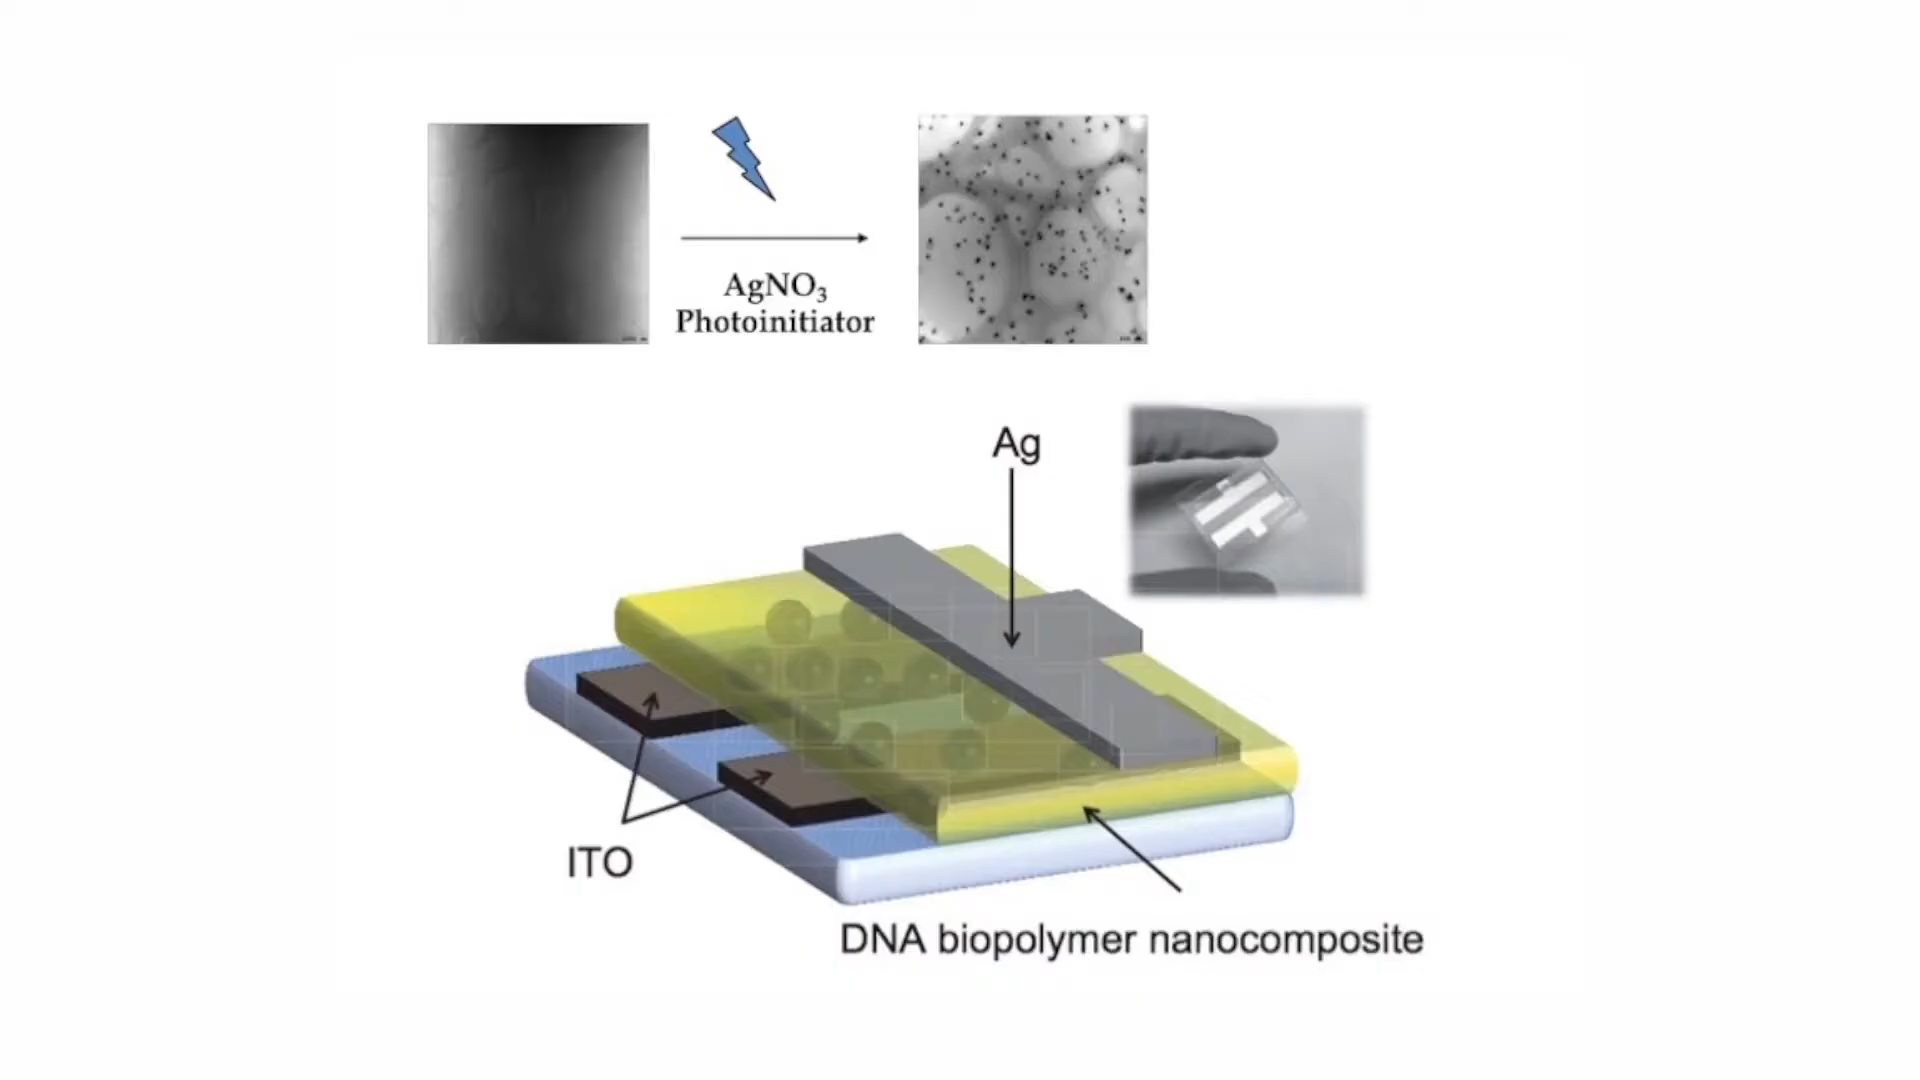 AgNO₃
Photoinitiator
Ag
ITO
DNA biopolymer nanocomposite